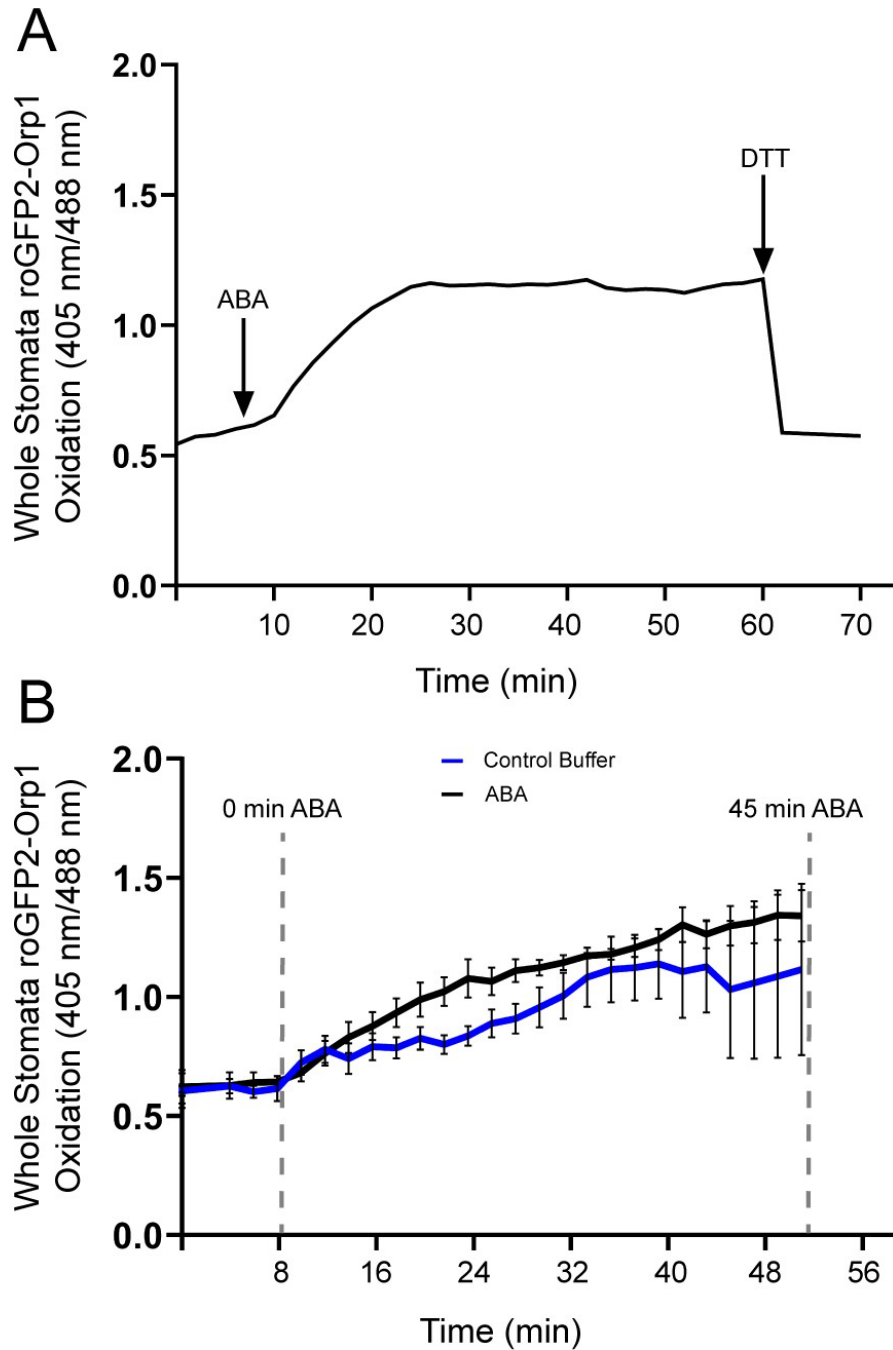 A
Whole Stomata roGFP2-Orp1
Oxidation (405 nm/488 nm)
2.0
1.5
1.0
0.5
0.0
ABA
DTT
10 20 30 40 50 60 70
Time (min)
B
Whole Stomata roGFP2-Orp1
Oxidation (405 nm/488 nm)
2.0
1.5
1.0
0.5
0.0
Control Buffer
ABA
0 min ABA
45 min ABA
8 16 24 32 40 48 56
Time (min)